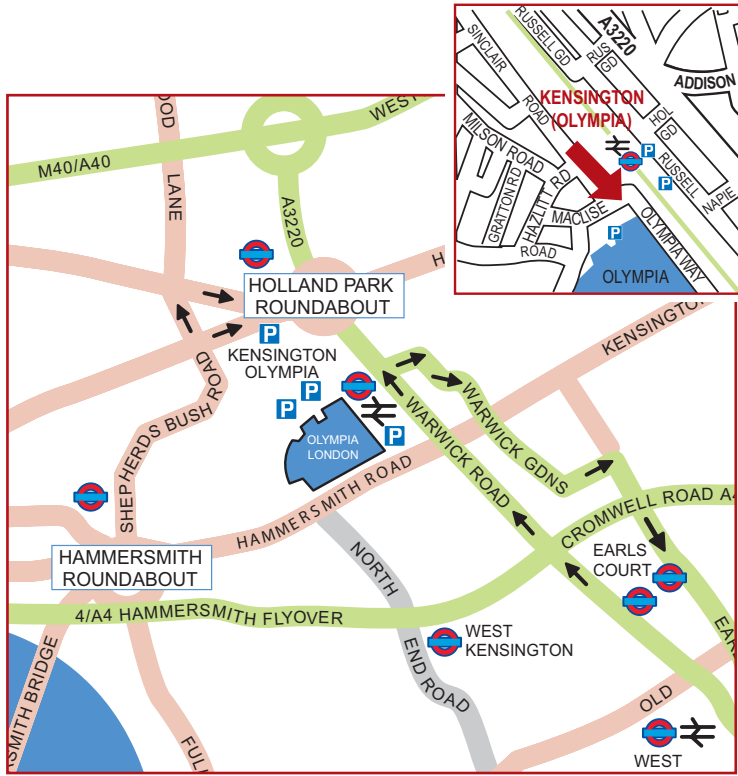 SINCLAIR
ROAD
RUSSELL GD
RUS
GD
A3220
ADDISON
KENSINGTON
(OLYMPIA)
HOL
GD
MILSON ROAD
GRATTON RD
HAZLITT RD
MACLISE
ROAD
RUSSELL
NAPIE
OLYMPIA WAY
P
P
P
OLYMPIA
OOD
LANE
WEST
M40/A40
A3220
H
HOLLAND PARK
ROUNDABOUT
P
KENSINGTON
OLYMPIA
P
P
P
OLYMPIA
LONDON
KENSINGTON
WARWICK GDNS
WARWICK ROAD
SHEPHERDS BUSH ROAD
HAMMERSMITH ROAD
CROMWELL ROAD A4
HAMMERSMITH
ROUNDABOUT
EARLS
COURT
NORTH
END ROAD
4/A4 HAMMERSMITH FLYOVER
WEST
KENSINGTON
EARL
OLD
SMITH BRIDGE
FUL
WEST